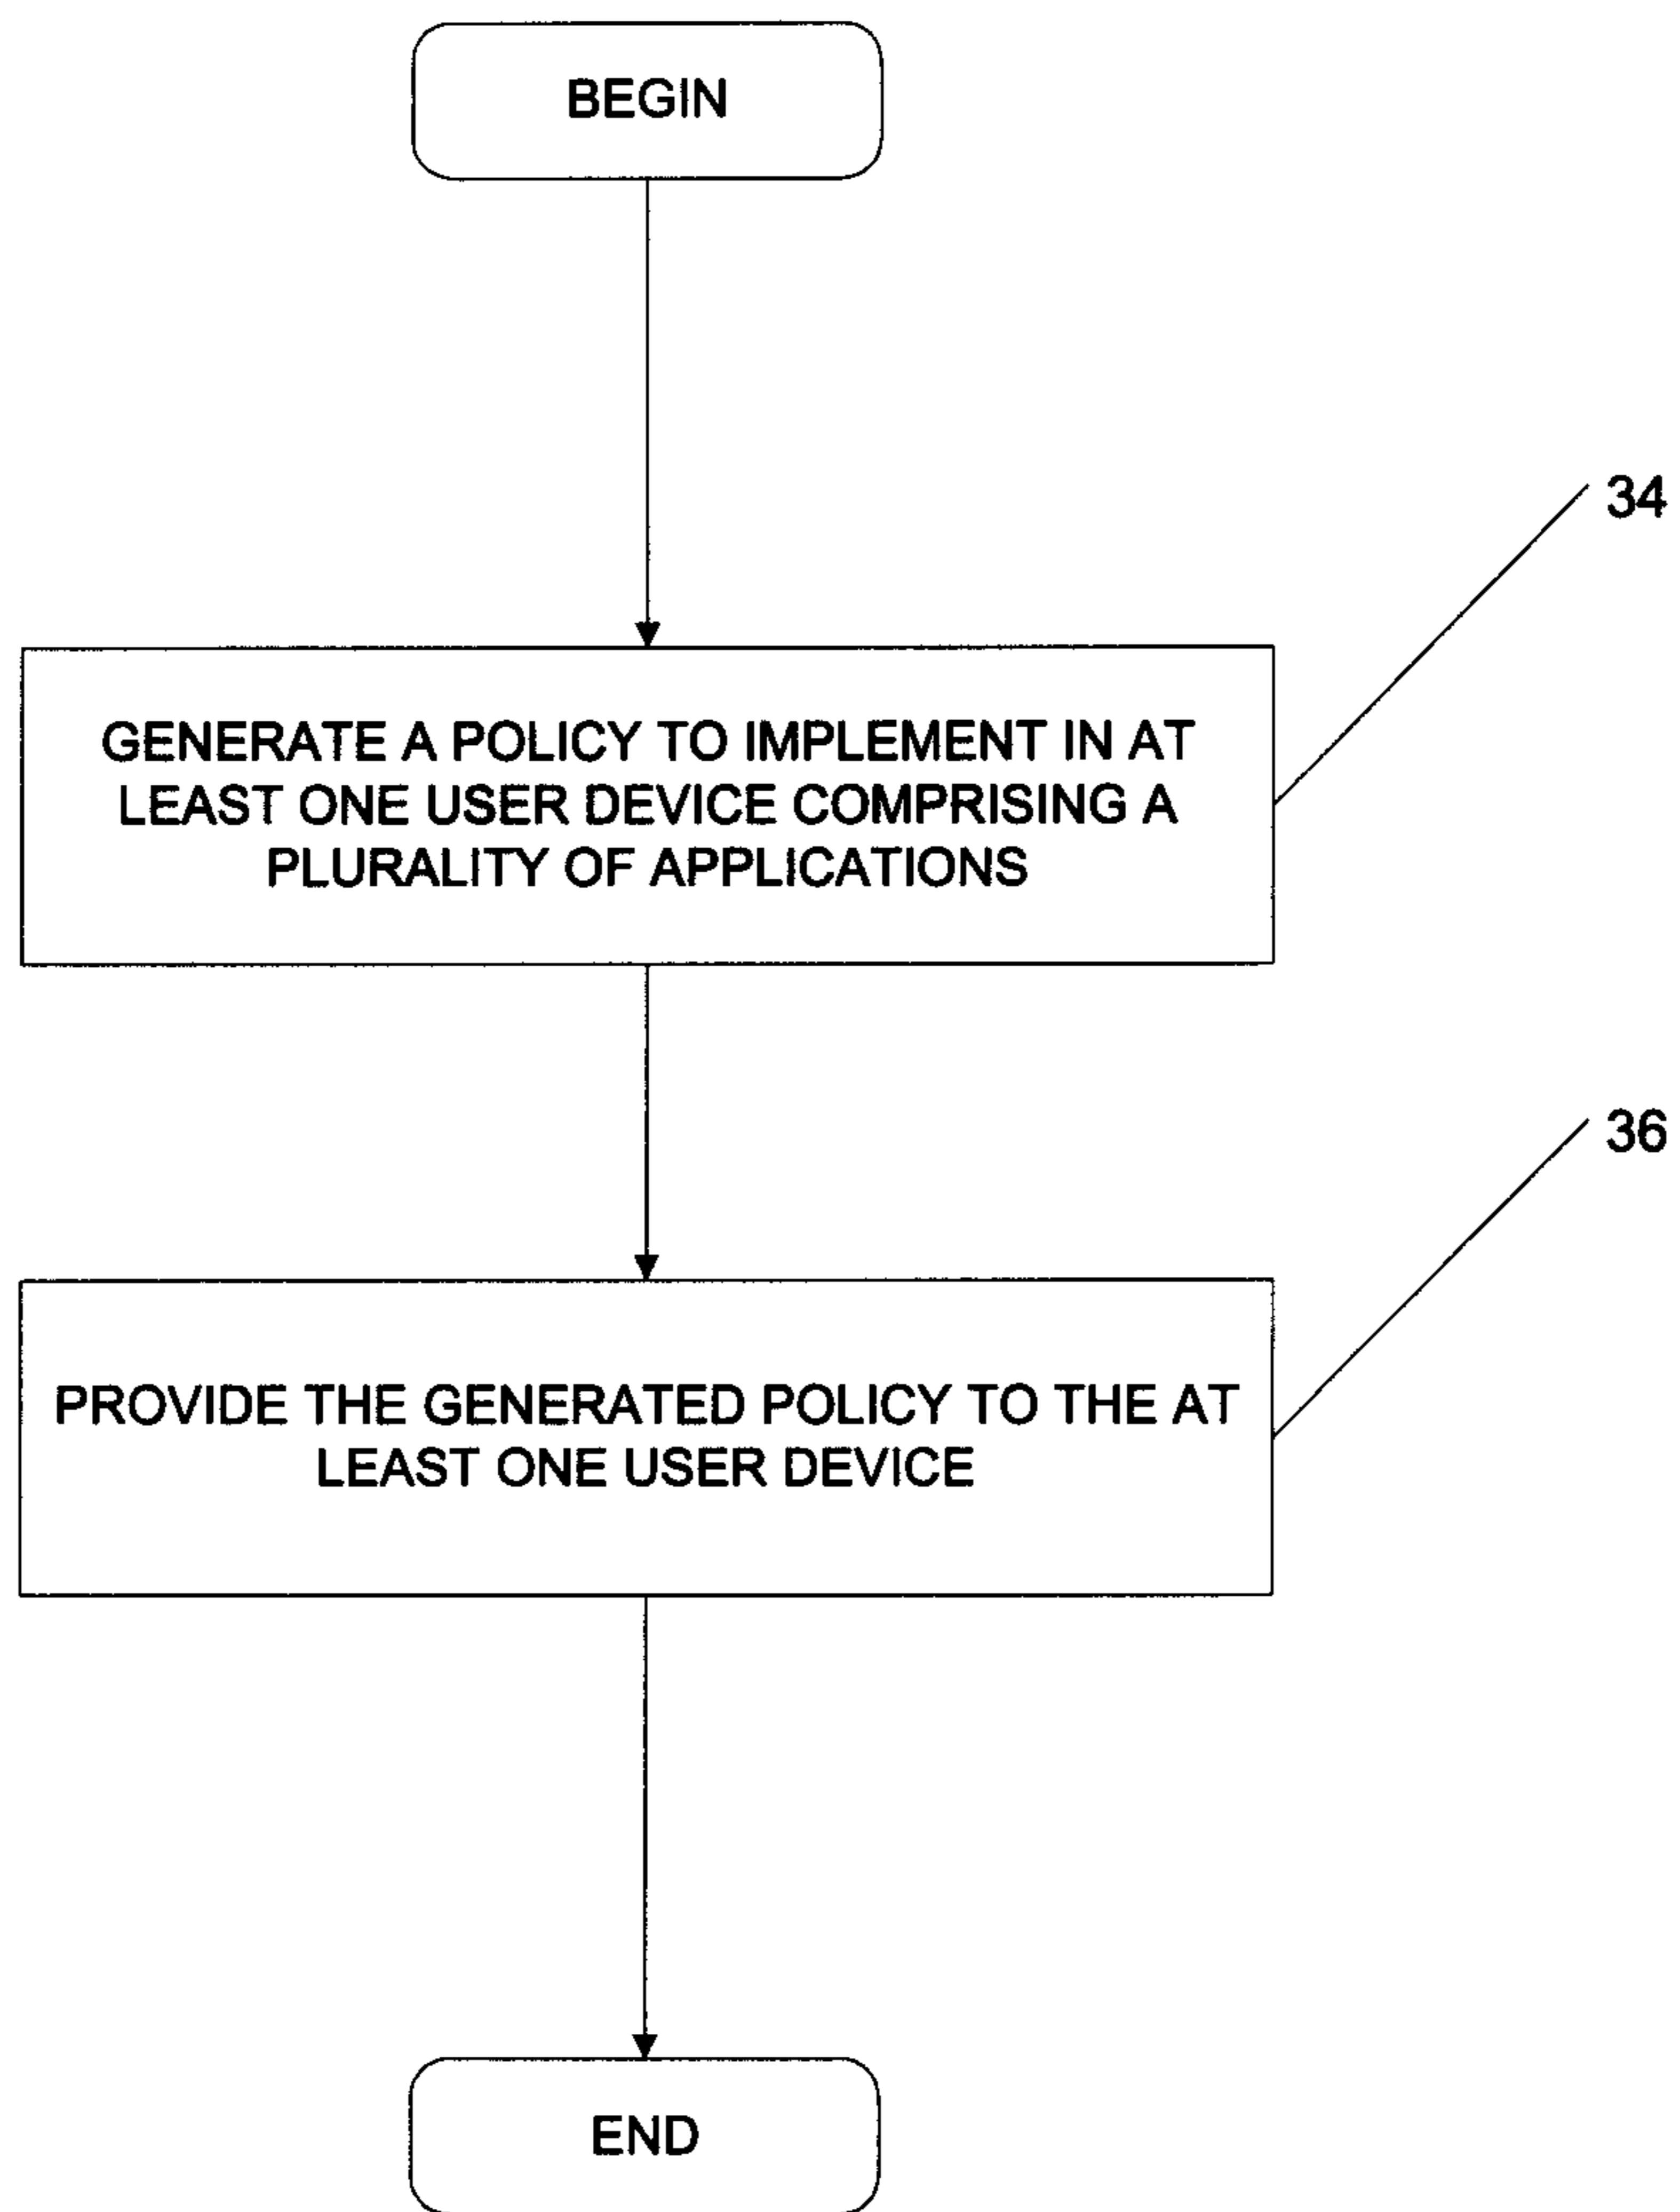 BEGIN
34
GENERATE A POLICY TO IMPLEMENT IN AT
LEAST ONE USER DEVICE COMPRISING A
PLURALITY OF APPLICATIONS
36
PROVIDE THE GENERATED POLICY TO THE AT
LEAST ONE USER DEVICE
END